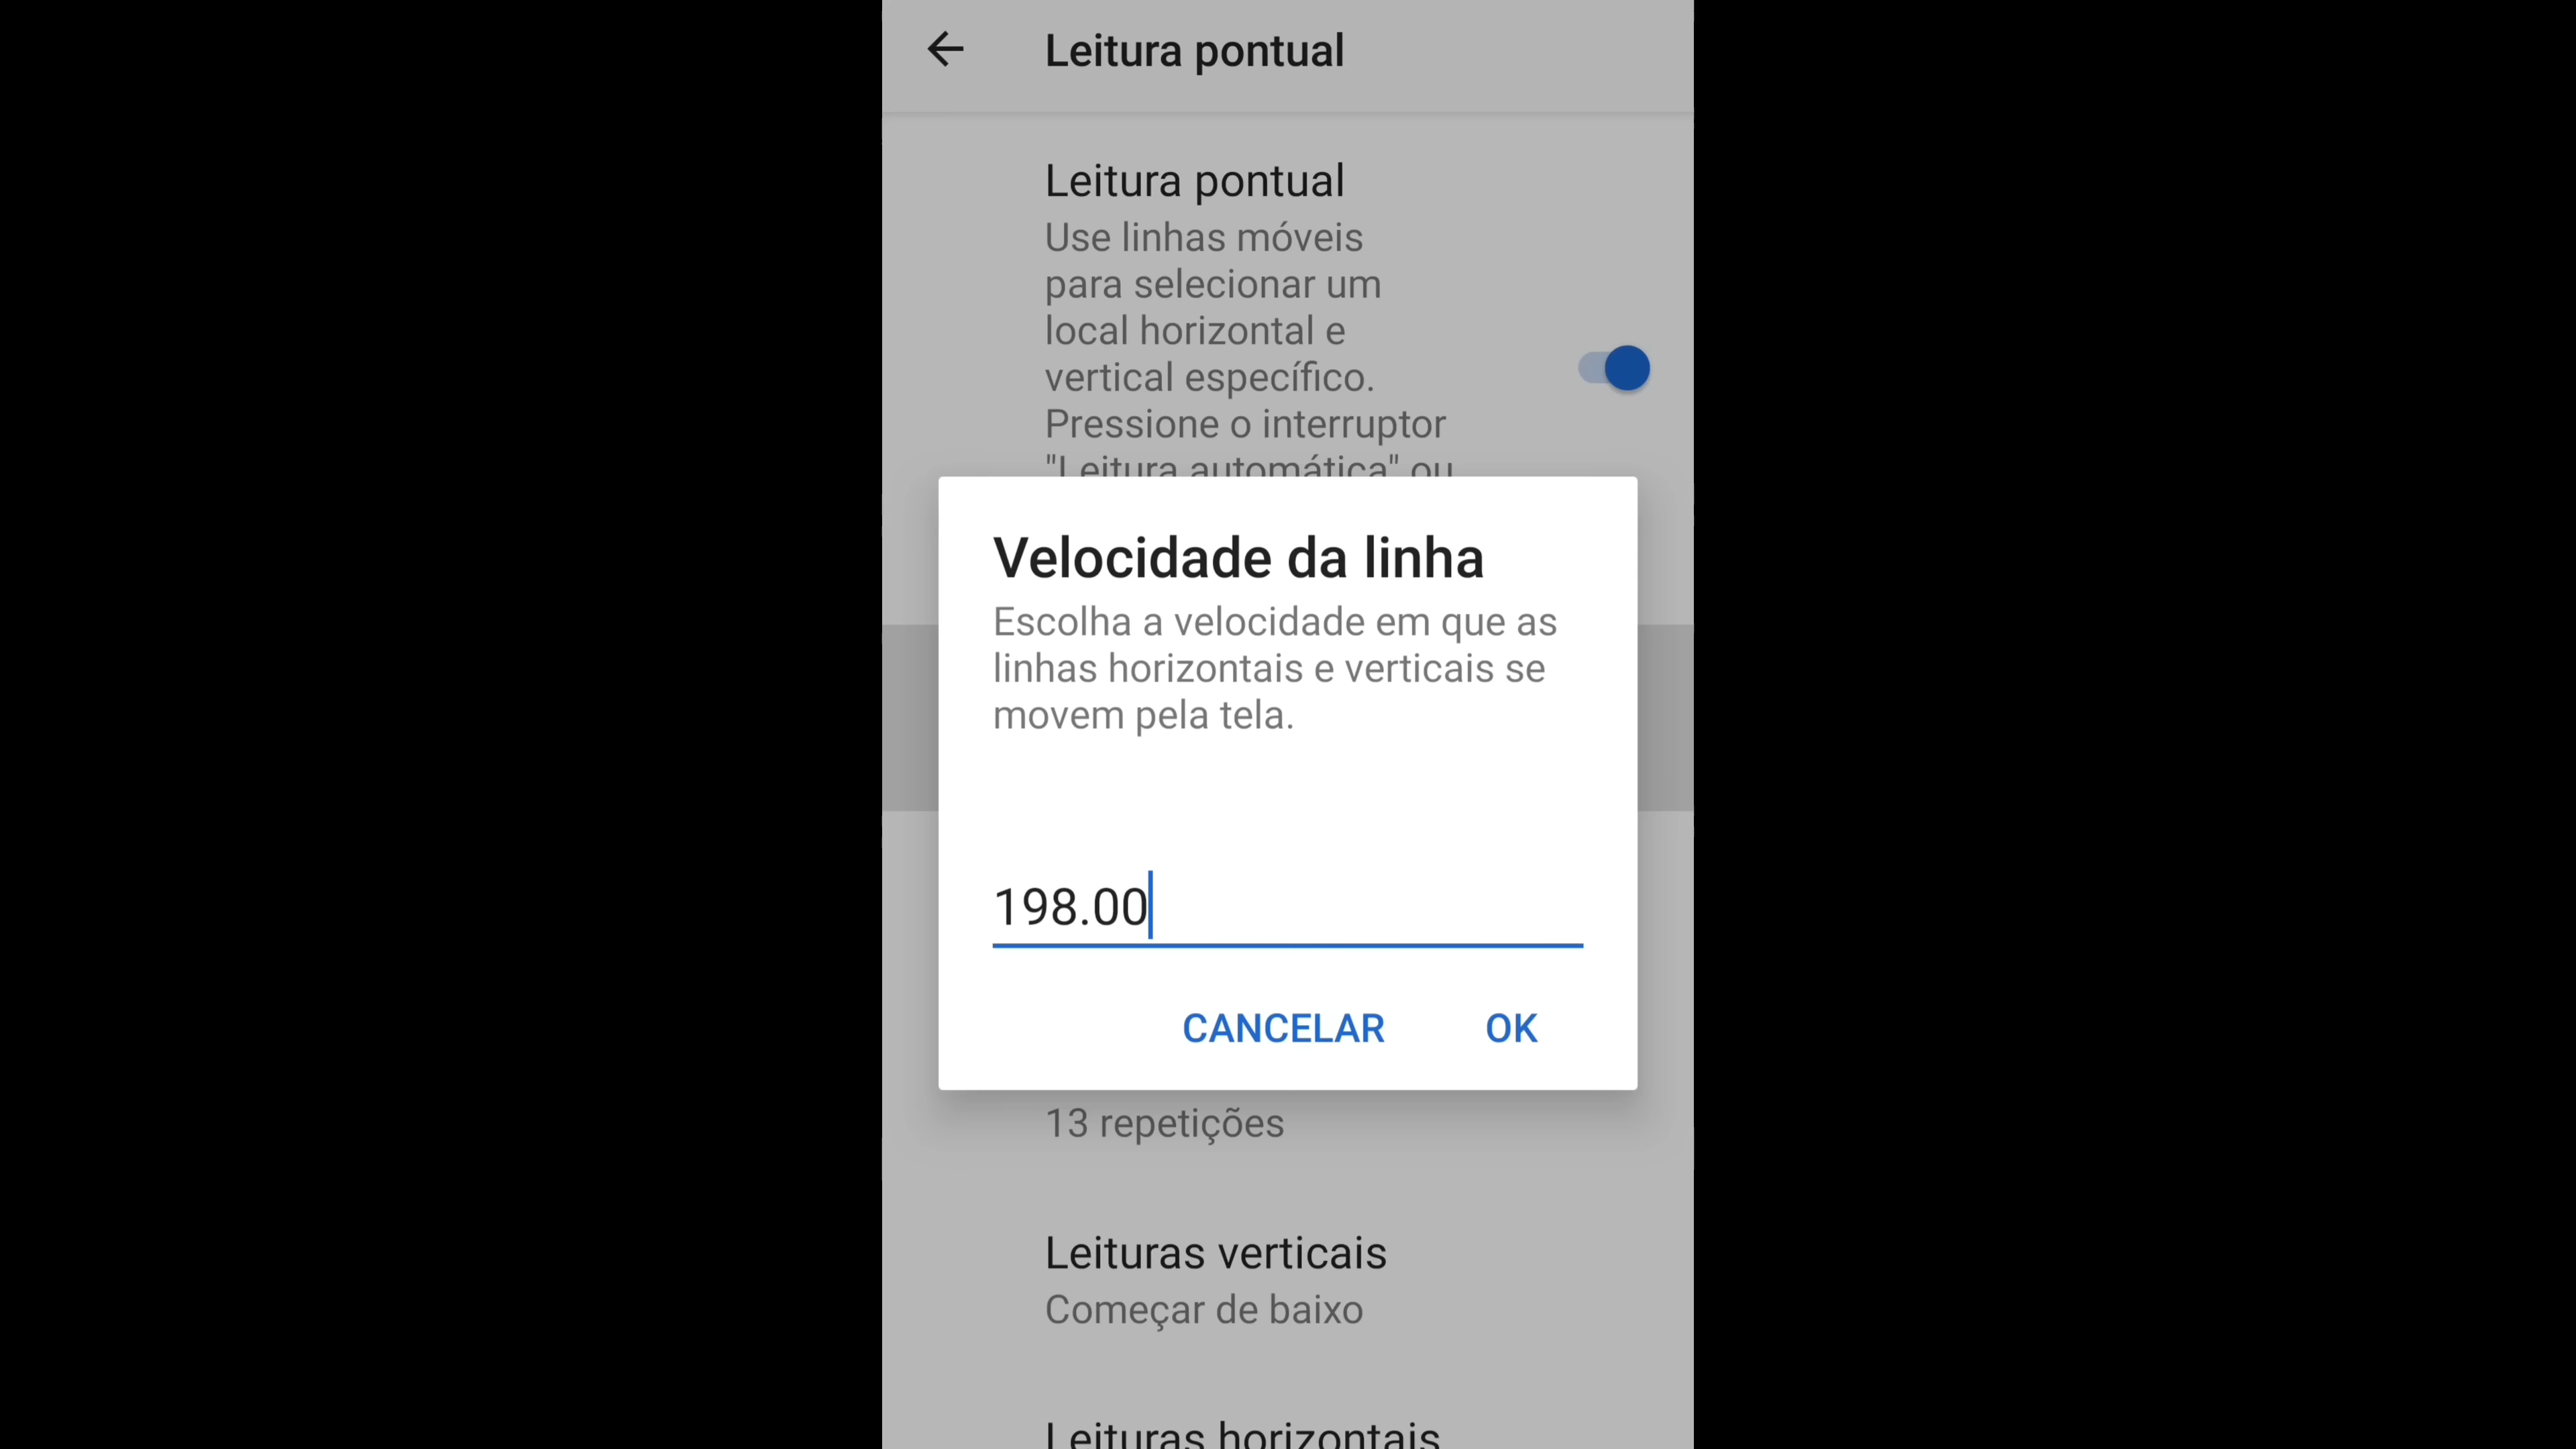 Leitura pontual
Leitura pontual
Use linhas móveis
para selecionar um
local horizontal e
vertical específico.
Pressione o interruptor
"Leitura automática" ou
Velocidade da linha
Escolha a velocidade em que as
linhas horizontais e verticais se
movem pela tela.
198.00
CANCELAR OK
13 repetições
Leituras verticais
Começar de baixo
Leituras horizontais